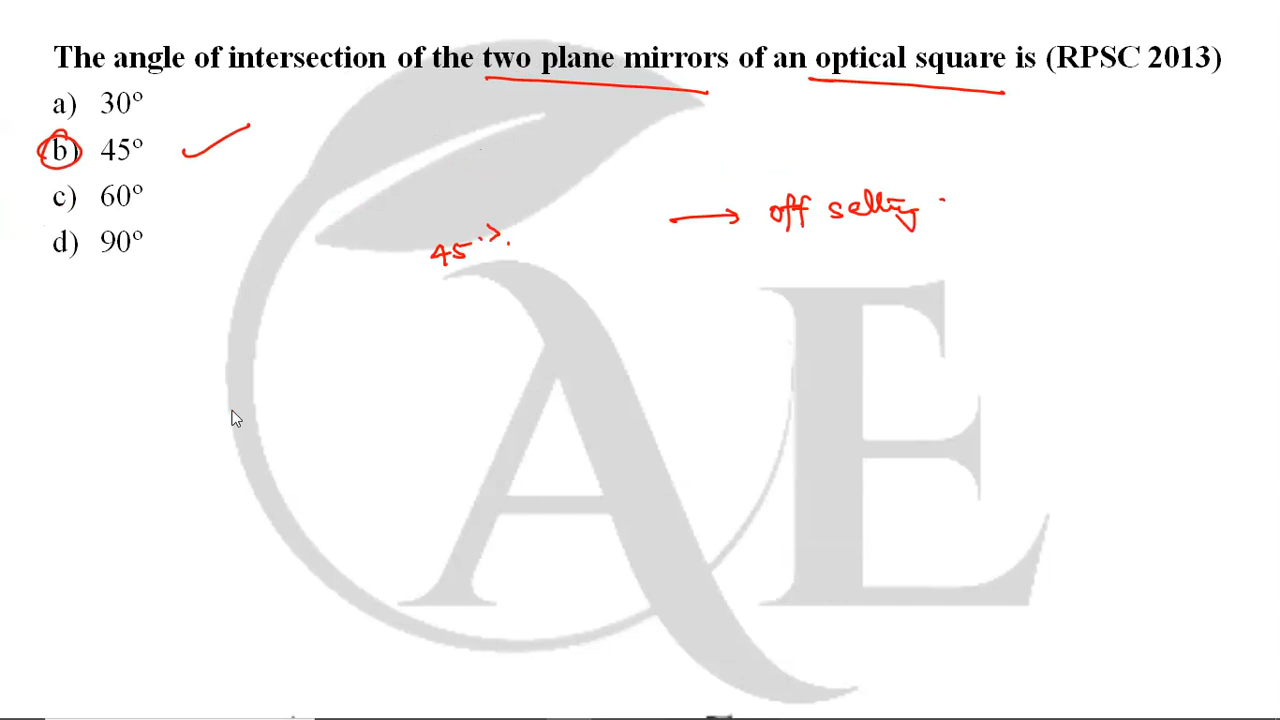 The angle of intersection of the two plane mirrors of an optical square is (RPSC 2013)
a) 30°
b) 45°
c) 60°
d) 90°
off setting
45°
AE